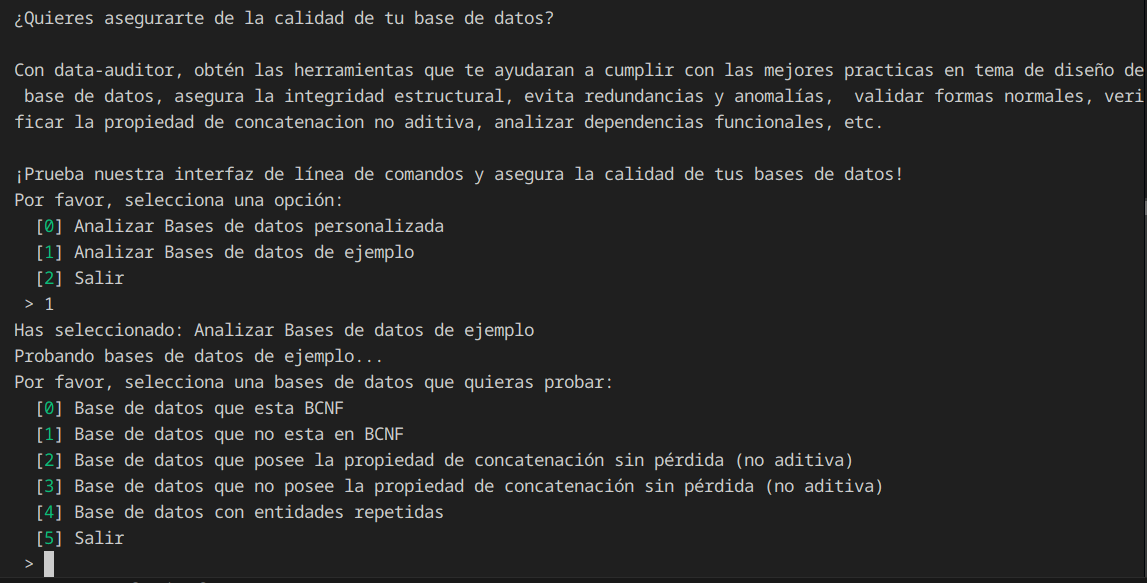 ¿Quieres asegurarte de la calidad de tu base de datos?
Con data-auditor, obtén las herramientas que te ayudaran a cumplir con las mejores practicas en tema de diseño de
base de datos, asegura la integridad estructural, evita redundancias y anomalías,  validar formas normales, veri
ficar la propiedad de concatenacion no aditiva, analizar dependencias funcionales, etc.
¡Prueba nuestra interfaz de línea de comandos y asegura la calidad de tus bases de datos!
Por favor, selecciona una opción:
[0] Analizar Bases de datos personalizada
[1] Analizar Bases de datos de ejemplo
[2] Salir
> 1
Has seleccionado: Analizar Bases de datos de ejemplo
Probando bases de datos de ejemplo...
Por favor, selecciona una bases de datos que quieras probar:
[0] Base de datos que esta BCNF
[1] Base de datos que no esta en BCNF
[2] Base de datos que posee la propiedad de concatenación sin pérdida (no aditiva)
[3] Base de datos que no posee la propiedad de concatenación sin pérdida (no aditiva)
[4] Base de datos con entidades repetidas
[5] Salir
>